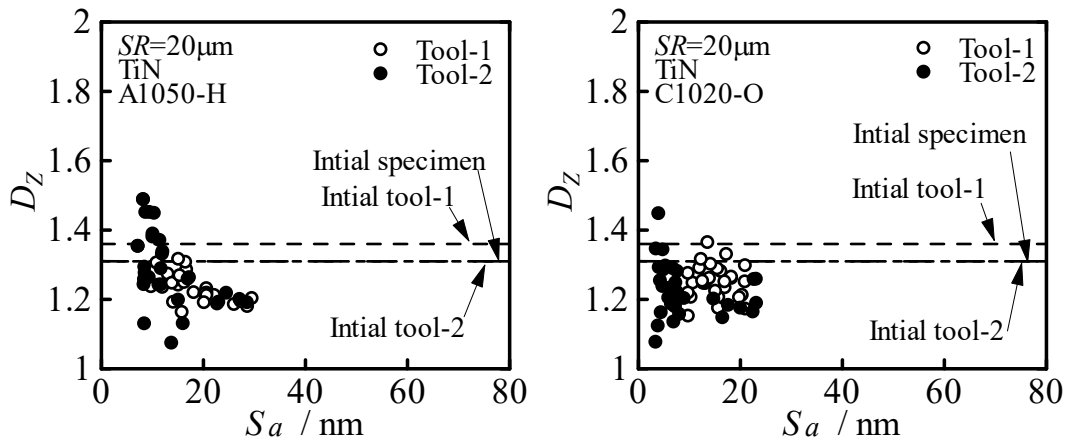 2
SR=20μm
TiN
A1050-H
Tool-1
Tool-2
1.8
1.6
Intial specimen
Intial tool-1
1.4
1.2
Intial tool-2
1
D_Z
0 20 40 60 80
Sa / nm
2
SR=20μm
TiN
C1020-O
Tool-1
Tool-2
1.8
1.6
Intial specimen
Intial tool-1
1.4
1.2
Intial tool-2
1
D_Z
0 20 40 60 80
Sa / nm